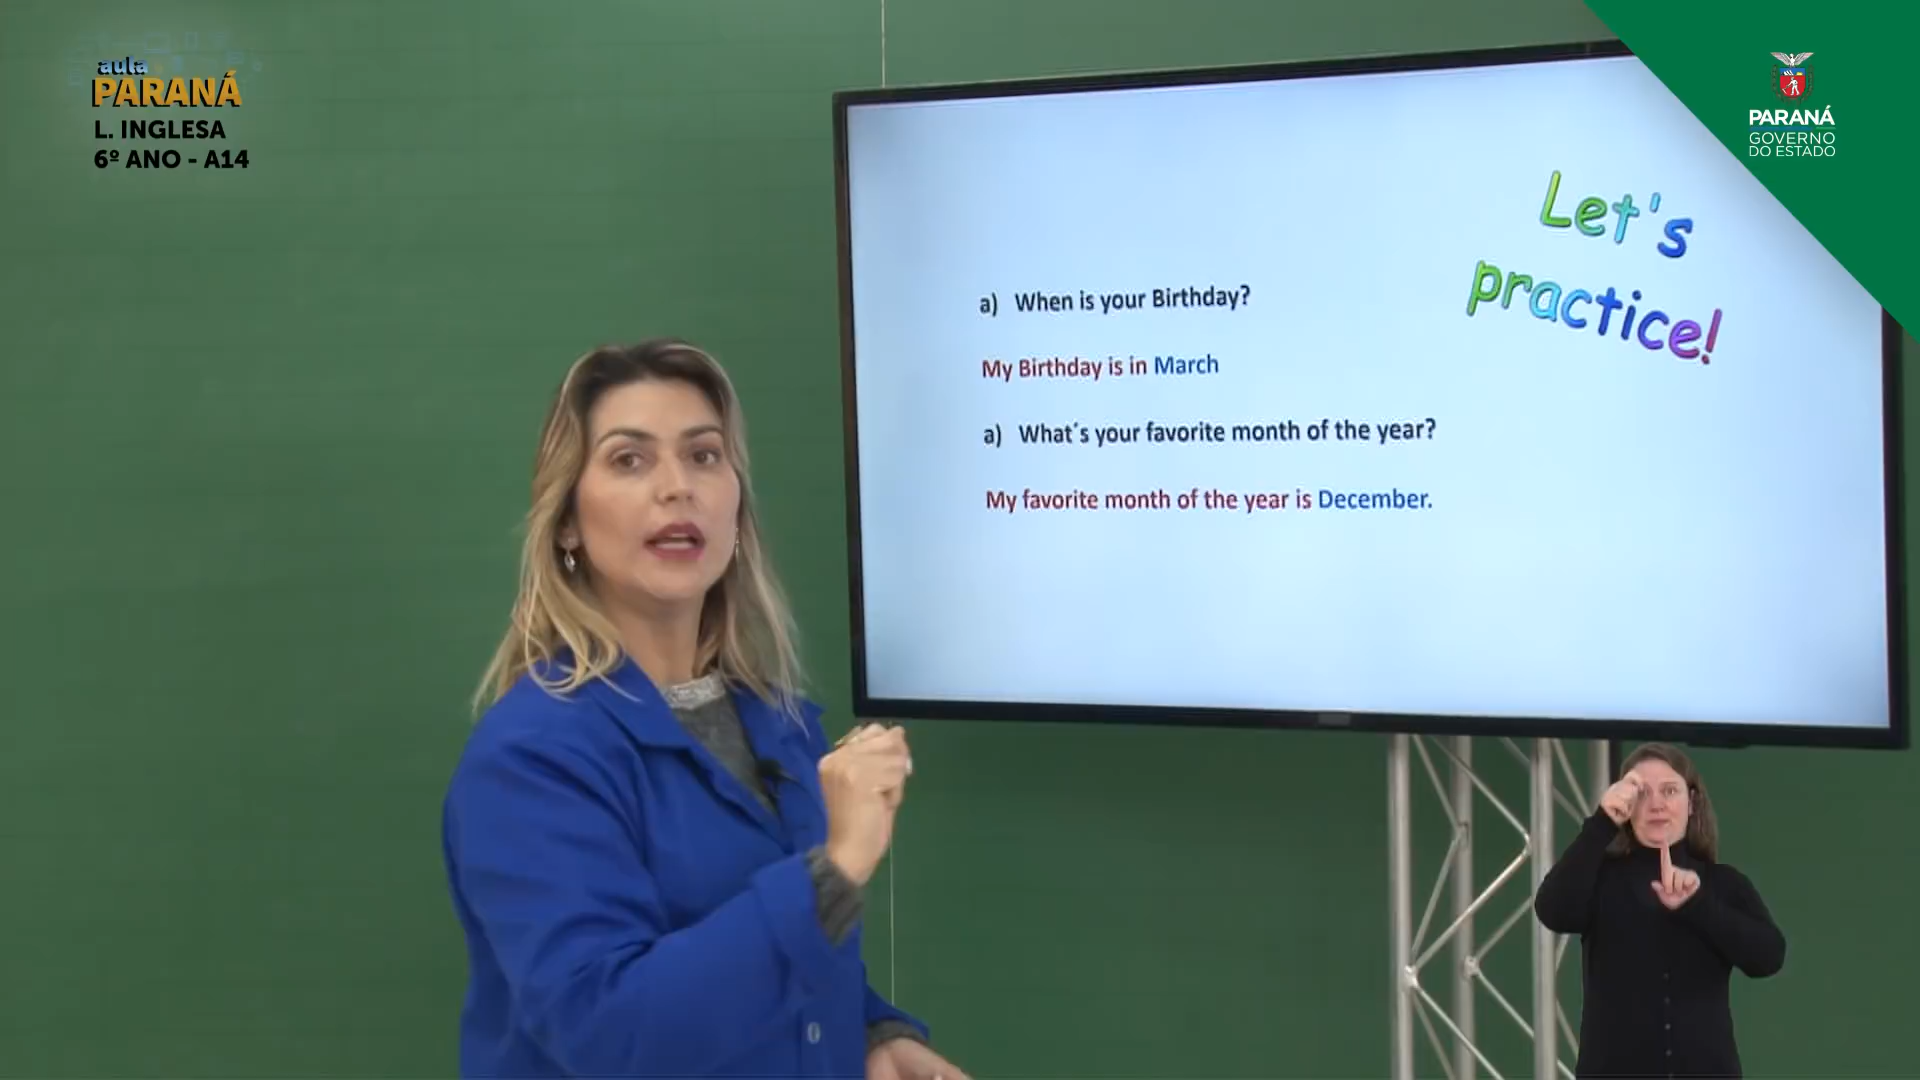 aula
PARANÁ
L. INGLESA
6º ANO - A14
PARANÁ
GOVERNO
DO ESTADO
Let's
practice!
a) When is your Birthday?
My Birthday is in March
a) What´s your favorite month of the year?
My favorite month of the year is December.